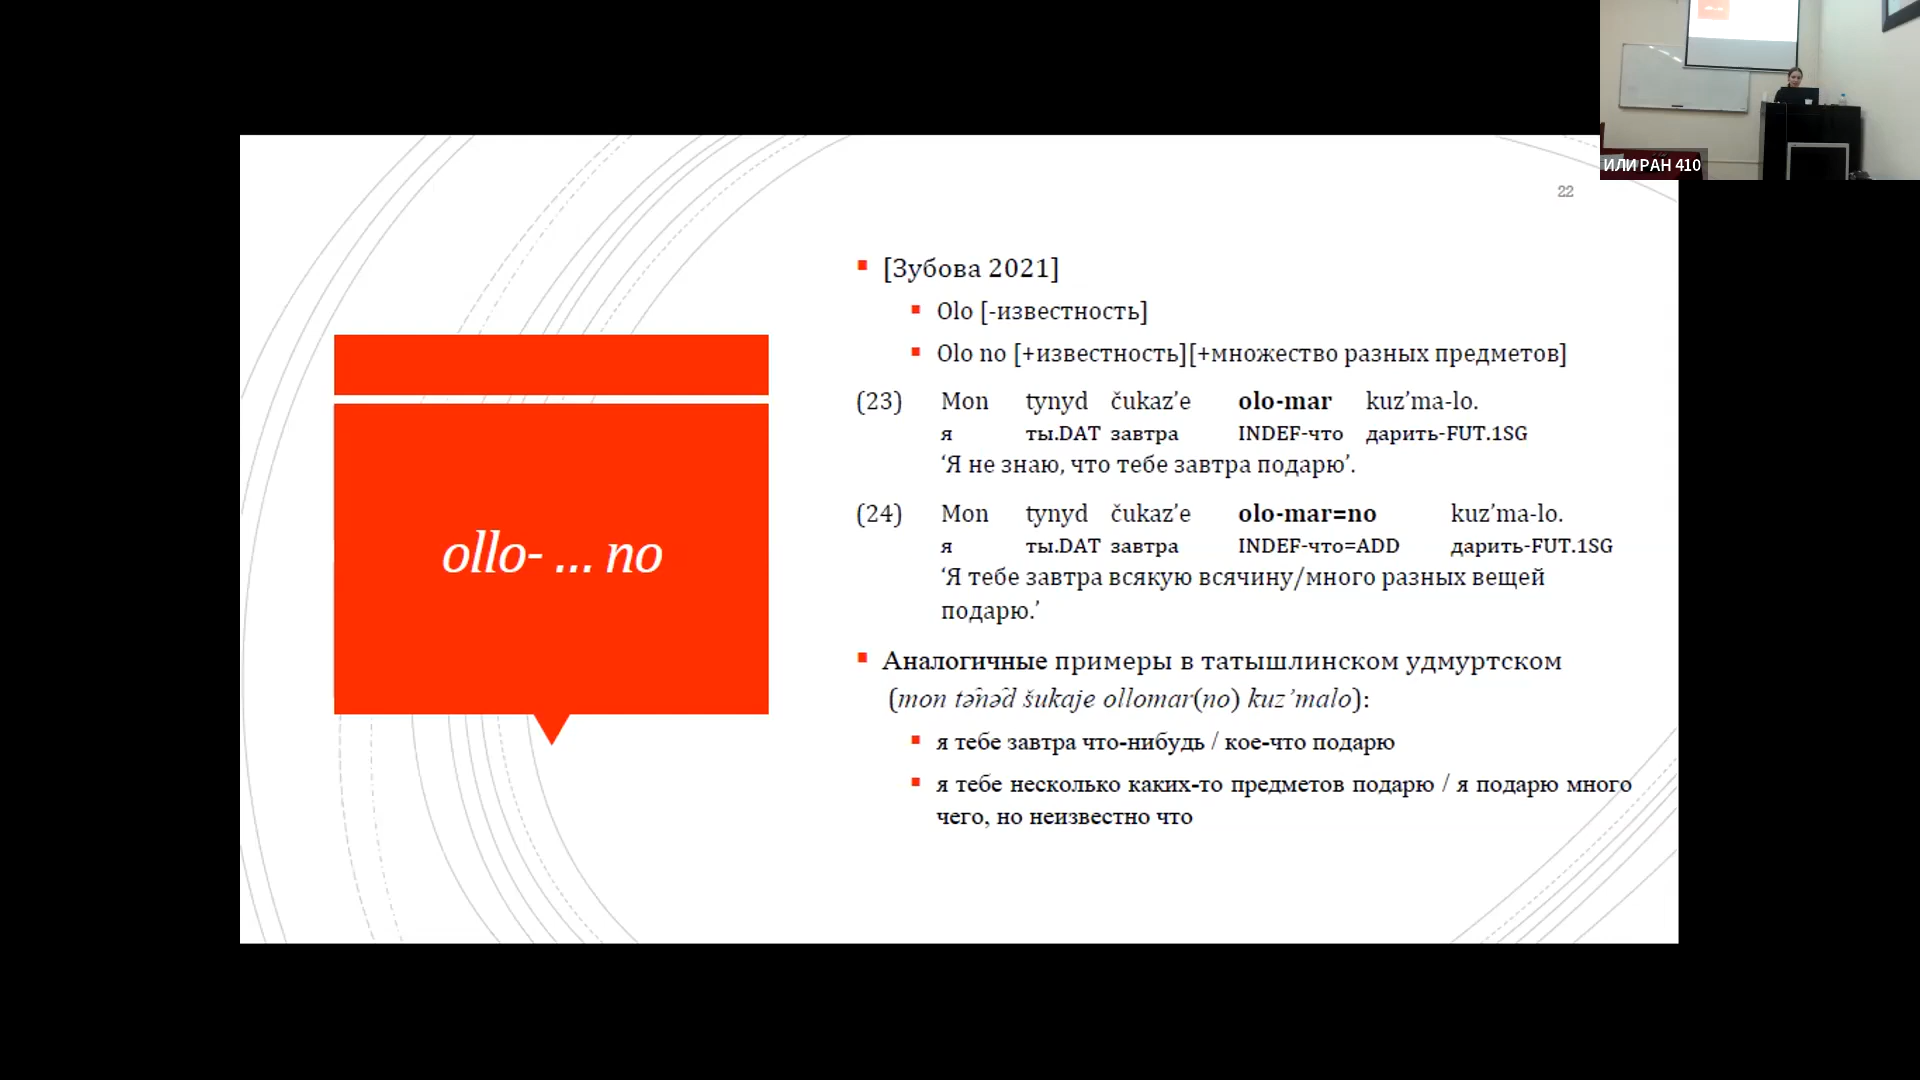 ИЛИ РАН 410
22
ollo- ... no
[Зубова 2021]
Olo [-известность]
Olo no [+известность][+множество разных предметов]
(23) Mon tynyd čukaz’e olo-mar kuz’ma-lo.
я ты.DAT завтра INDEF-что дарить-FUT.1SG
‘Я не знаю, что тебе завтра подарю’.
(24) Mon tynyd čukaz’e olo-mar=no kuz’ma-lo.
я ты.DAT завтра INDEF-что=ADD дарить-FUT.1SG
‘Я тебе завтра всякую всячину/много разных вещей
подарю.’
Аналогичные примеры в татышлинском удмуртском
(mon tə̑nə̑d šukaje ollomar(no) kuz’malo):
я тебе завтра что-нибудь / кое-что подарю
я тебе несколько каких-то предметов подарю / я подарю много
чего, но неизвестно что